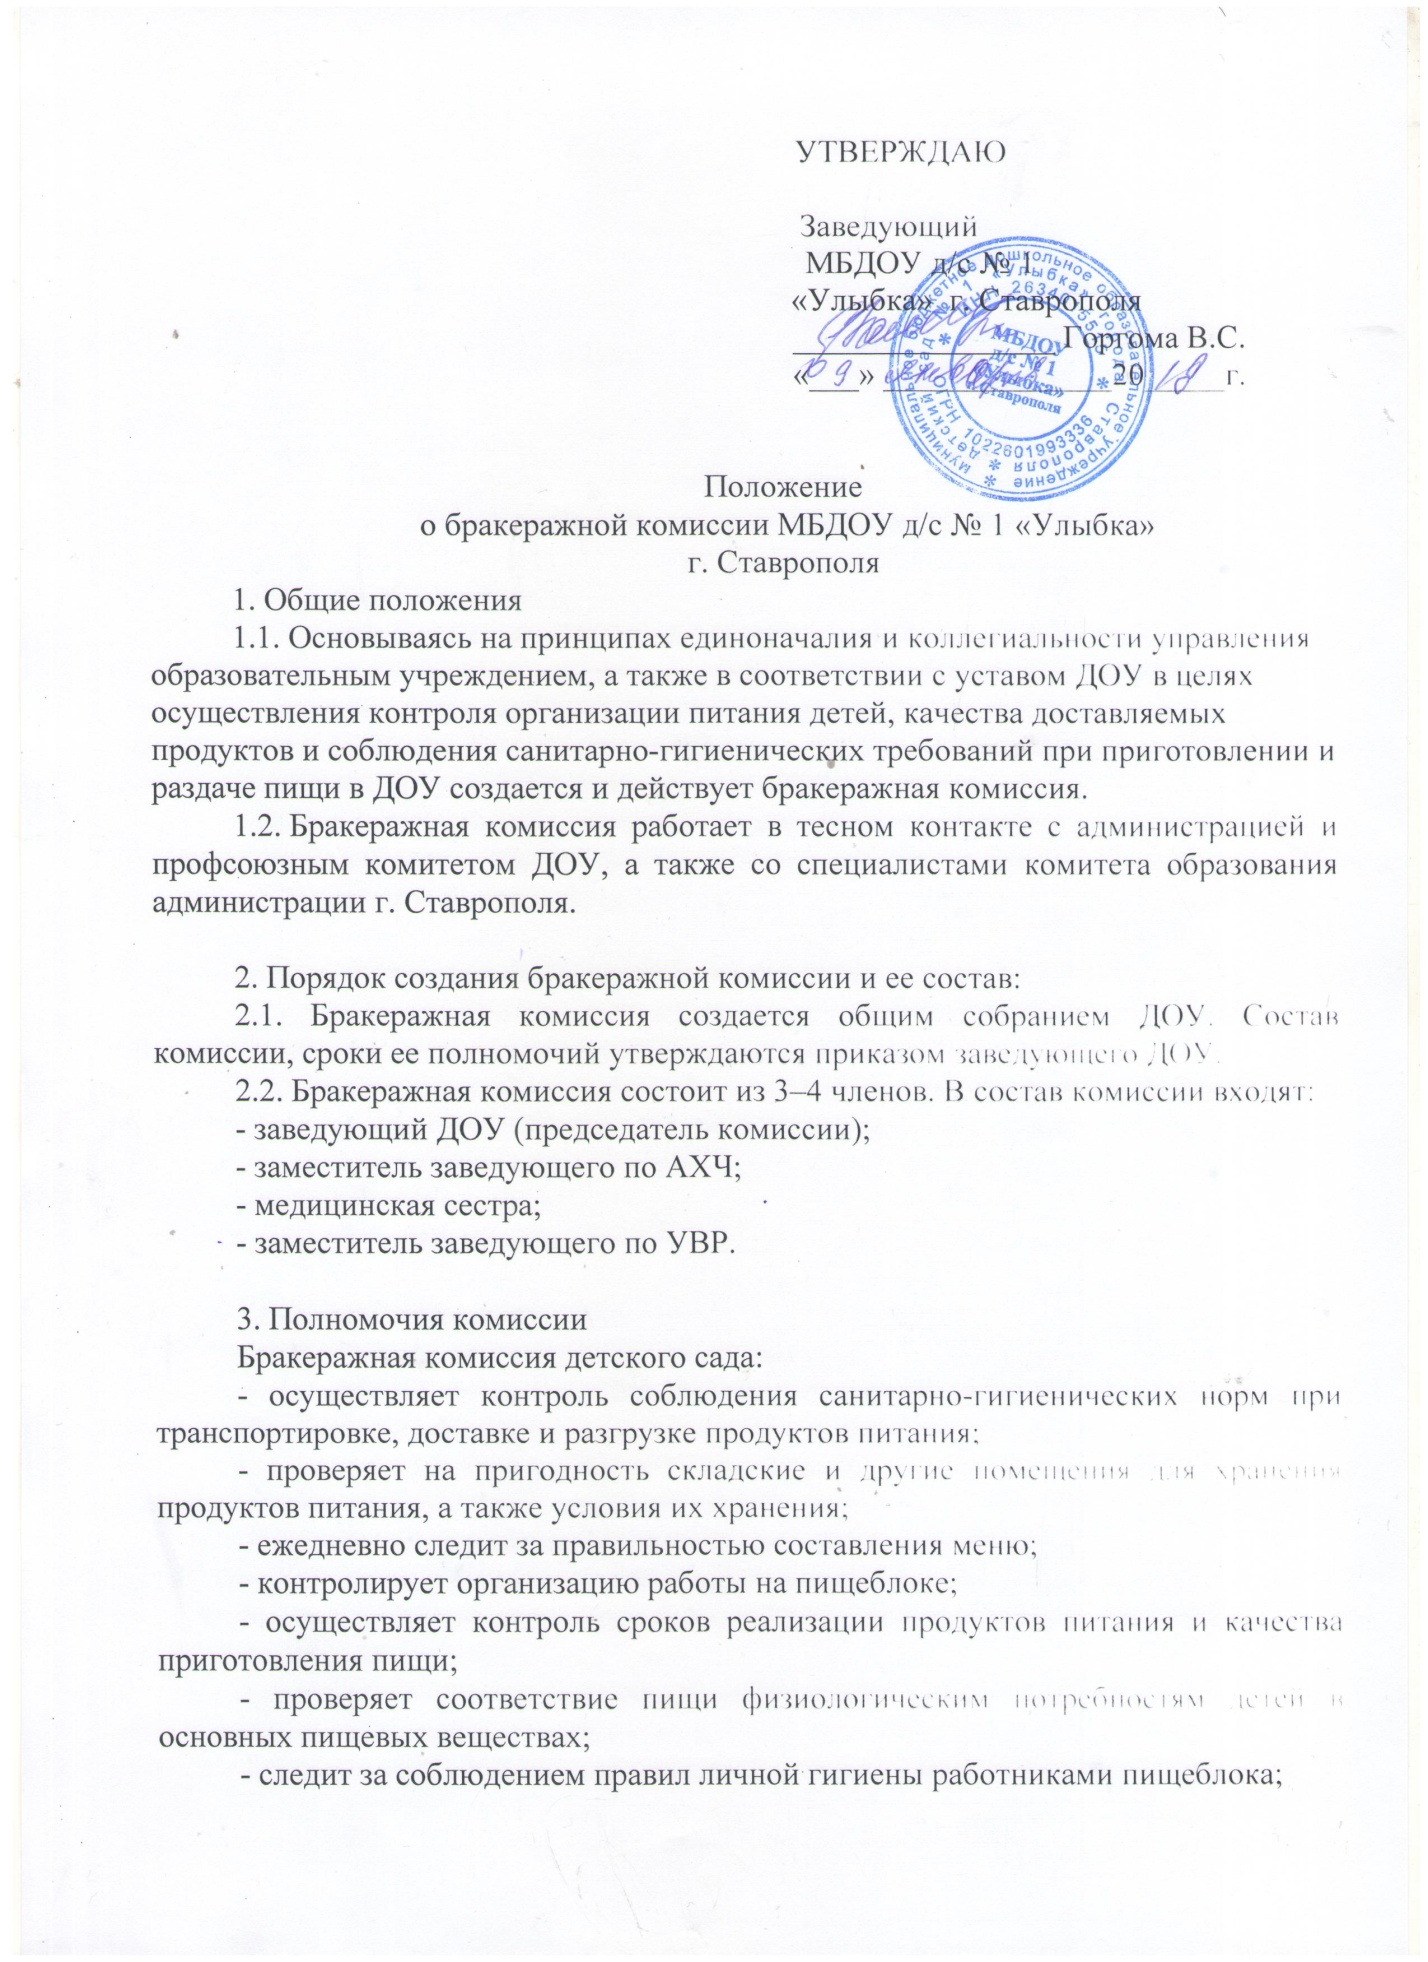 УТВЕРЖДАЮ
Заведующий
МБДОУ д/с № 1
«Улыбка» г. Ставрополя
Горгома В.С.
«09» января 2018 г.
МБДОУ
д/с № 1
«Улыбка»
г. Ставрополя
ОГРН 1022601993336
Положение
о бракеражной комиссии МБДОУ д/с № 1 «Улыбка»
г. Ставрополя
1. Общие положения
1.1. Основываясь на принципах единоначалия и коллегиальности управления
образовательным учреждением, а также в соответствии с уставом ДОУ в целях
осуществления контроля организации питания детей, качества доставляемых
продуктов и соблюдения санитарно-гигиенических требований при приготовлении и
раздаче пищи в ДОУ создается и действует бракеражная комиссия.
1.2. Бракеражная комиссия работает в тесном контакте с администрацией и
профсоюзным комитетом ДОУ, а также со специалистами комитета образования
администрации г. Ставрополя.
2. Порядок создания бракеражной комиссии и ее состав:
2.1. Бракеражная комиссия создается общим собранием ДОУ. Состав
комиссии, сроки ее полномочий утверждаются приказом заведующего ДОУ.
2.2. Бракеражная комиссия состоит из 3–4 членов. В состав комиссии входят:
- заведующий ДОУ (председатель комиссии);
- заместитель заведующего по АХЧ;
- медицинская сестра;
- заместитель заведующего по УВР.
3. Полномочия комиссии
Бракеражная комиссия детского сада:
- осуществляет контроль соблюдения санитарно-гигиенических норм при
транспортировке, доставке и разгрузке продуктов питания;
- проверяет на пригодность складские и другие помещения для хранения
продуктов питания, а также условия их хранения;
- ежедневно следит за правильностью составления меню;
- контролирует организацию работы на пищеблоке;
- осуществляет контроль сроков реализации продуктов питания и качества
приготовления пищи;
- проверяет соответствие пищи физиологическим потребностям детей в
основных пищевых веществах;
- следит за соблюдением правил личной гигиены работниками пищеблока;